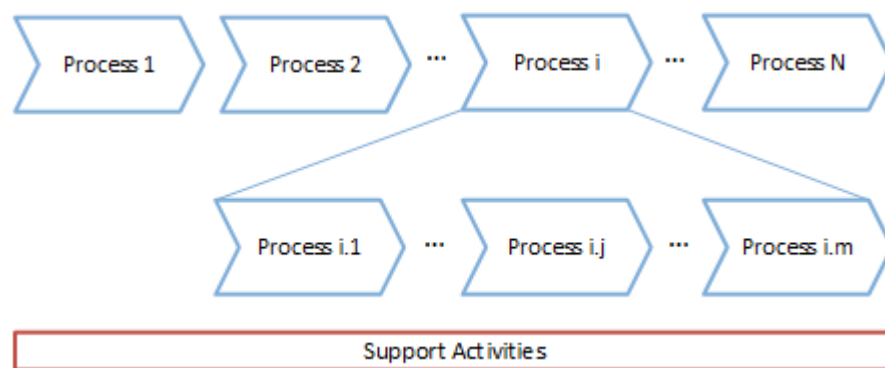 Process 1
Process 2
...
Process i
...
Process N
Process i.1
...
Process i.j
...
Process i.m
Support Activities